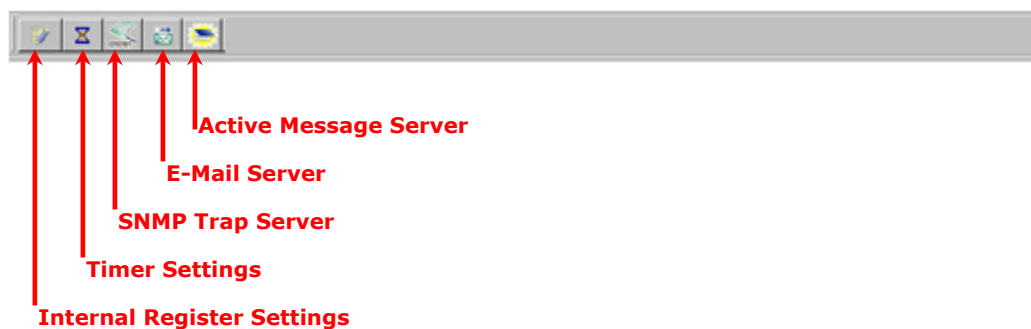 Active Message Server
E-Mail Server
SNMP Trap Server
Timer Settings
Internal Register Settings